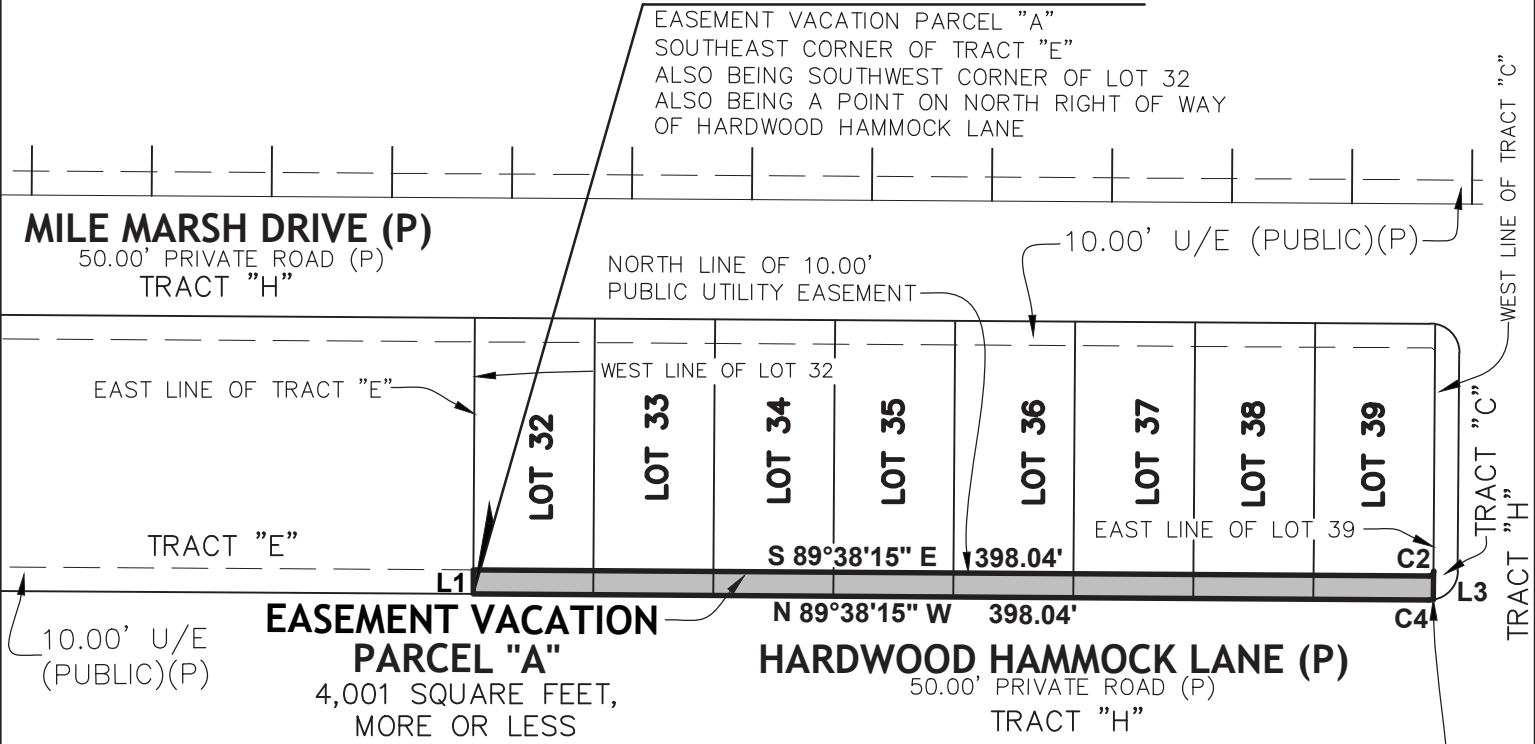 EASEMENT VACATION PARCEL "A"
SOUTHEAST CORNER OF TRACT "E"
ALSO BEING SOUTHWEST CORNER OF LOT 32
ALSO BEING A POINT ON NORTH RIGHT OF WAY
OF HARDWOOD HAMMOCK LANE
WEST LINE OF TRACT "C"
MILE MARSH DRIVE (P)
50.00' PRIVATE ROAD (P)
TRACT "H"
10.00' U/E (PUBLIC)(P)
NORTH LINE OF 10.00'
PUBLIC UTILITY EASEMENT
EAST LINE OF TRACT "E"
WEST LINE OF LOT 32
LOT 32
LOT 33
LOT 34
LOT 35
LOT 36
LOT 37
LOT 38
LOT 39
TRACT "C"
TRACT "H"
EAST LINE OF LOT 39
TRACT "E"
S 89°38'15" E 398.04'
C2
L1
L3
N 89°38'15" W 398.04'
C4
EASEMENT VACATION
PARCEL "A"
4,001 SQUARE FEET,
MORE OR LESS
10.00' U/E
(PUBLIC)(P)
HARDWOOD HAMMOCK LANE (P)
50.00' PRIVATE ROAD (P)
TRACT "H"